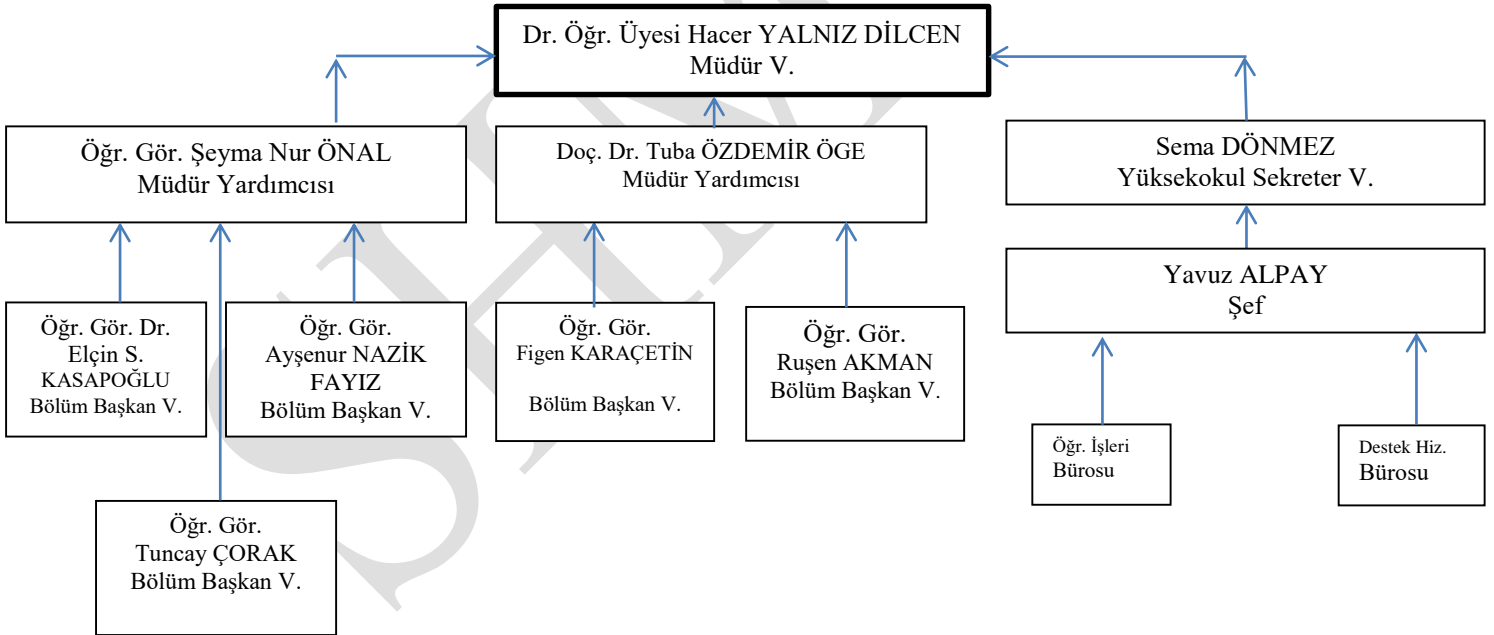 Dr. Öğr. Üyesi Hacer YALNIZ DİLCEN
Müdür V.
Öğr. Gör. Şeyma Nur ÖNAL
Müdür Yardımcısı
Doç. Dr. Tuba ÖZDEMİR ÖGE
Müdür Yardımcısı
Sema DÖNMEZ
Yüksekokul Sekreter V.
Yavuz ALPAY
Şef
Öğr. Gör. Dr.
Elçin S.
KASAPOĞLU
Bölüm Başkan V.
Öğr. Gör.
Ayşenur NAZİK
FAYIZ
Bölüm Başkan V.
Öğr. Gör.
Figen KARAÇETİN
Bölüm Başkan V.
Öğr. Gör.
Ruşen AKMAN
Bölüm Başkan V.
Öğr. İşleri
Bürosu
Destek Hiz.
Bürosu
Öğr. Gör.
Tuncay ÇORAK
Bölüm Başkan V.
SHM